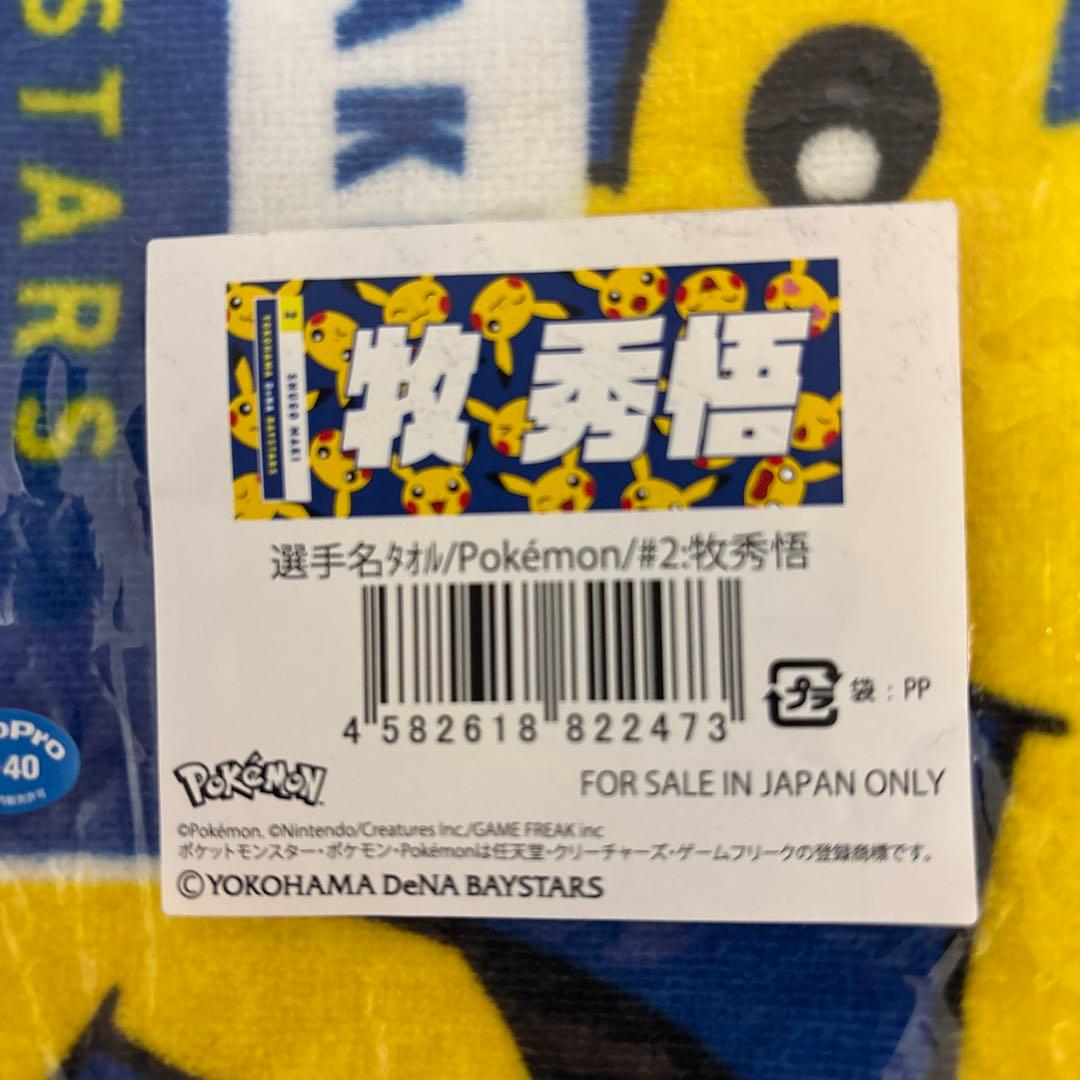 STARS
AK
2
SHUGO MAKI
YOKOHAMA DeNA BAYSTARS
牧 秀悟
選手名ﾀｵﾙ/Pokémon/#2:牧秀悟
4 582618 822473
プラ
袋：PP
oPro
40
POKéMON
FOR SALE IN JAPAN ONLY
©Pokémon. ©Nintendo/Creatures Inc./GAME FREAK inc
ポケットモンスター・ポケモン・Pokémonは任天堂・クリーチャーズ・ゲームフリークの登録商標です。
©YOKOHAMA DeNA BAYSTARS